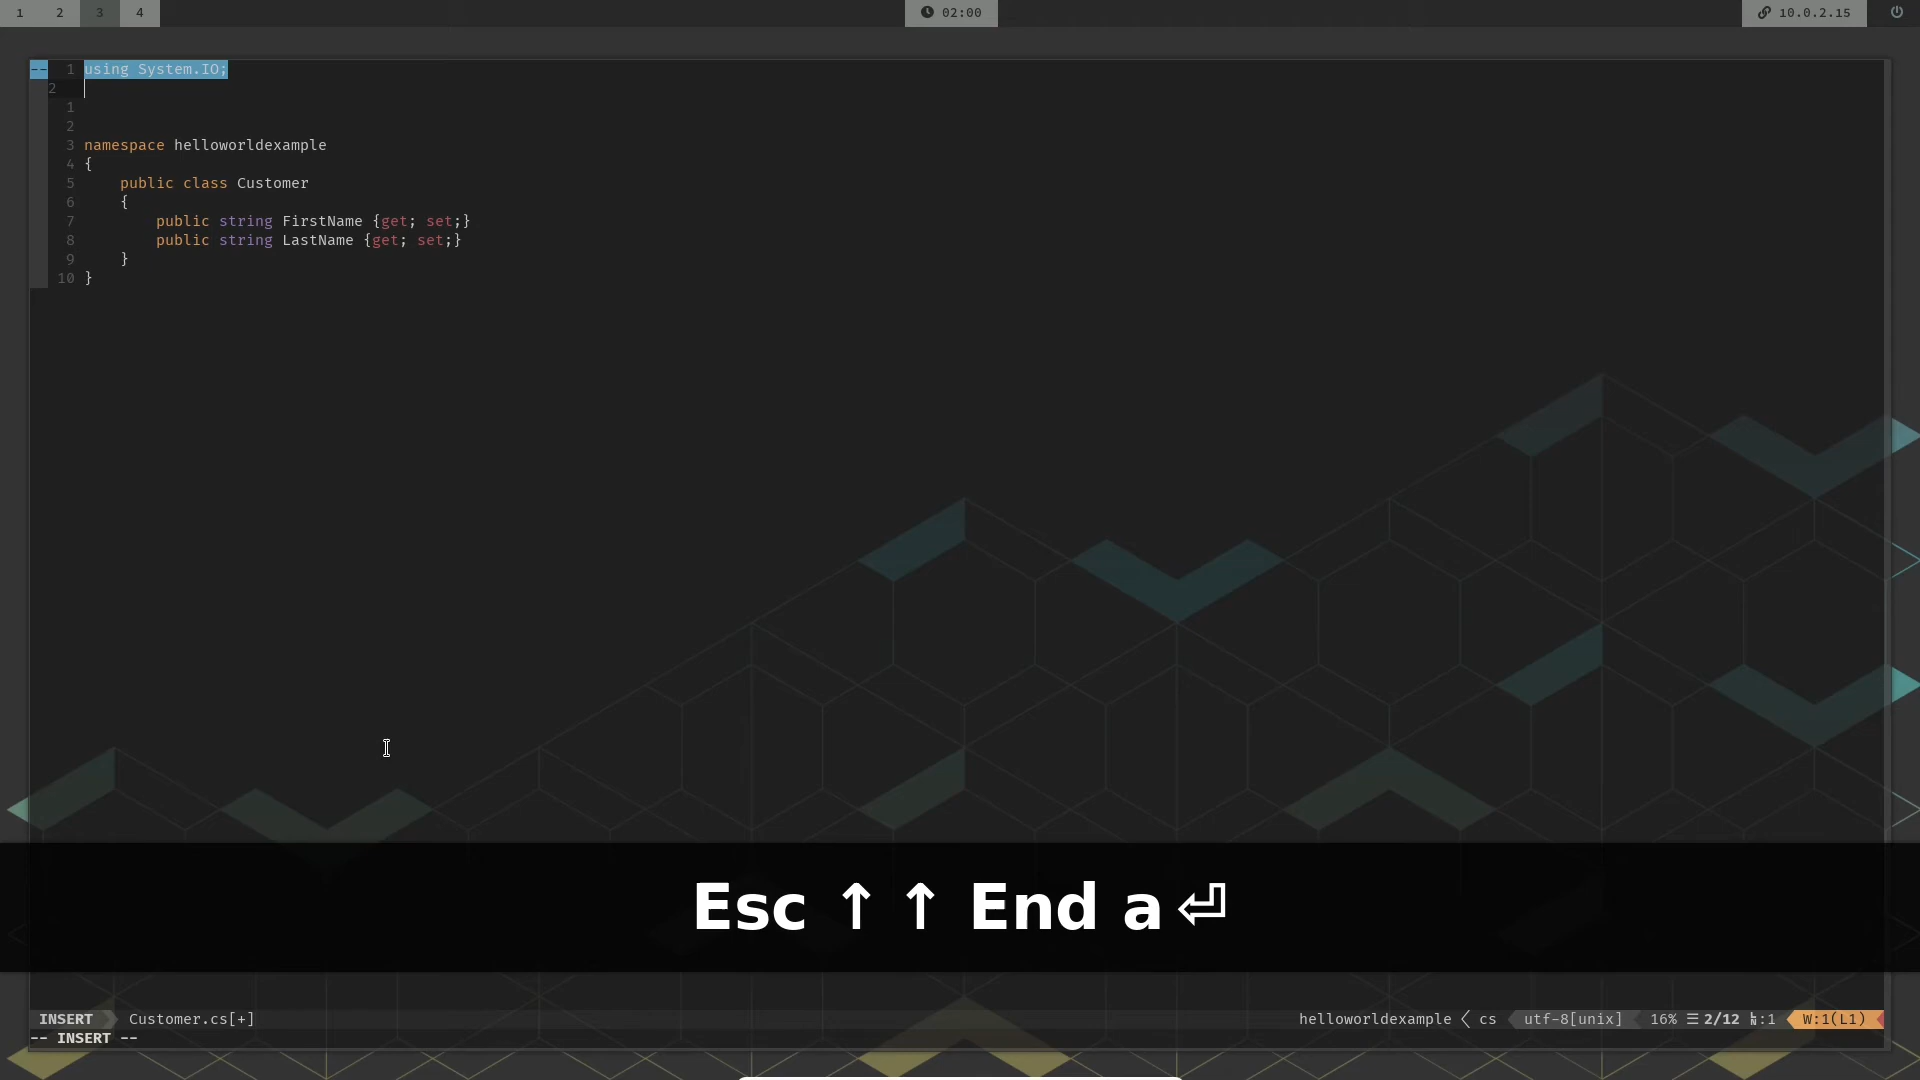 1 2 3 4 02:00 10.0.2.15
-- 1 using System.IO;
2
1
2
3 namespace helloworldexample
4 {
5 public class Customer
6 {
7 public string FirstName {get; set;}
8 public string LastName {get; set;}
9 }
10 }
Esc ↑ ↑ End a ⏎
INSERT Customer.cs[+] helloworldexample < cs utf-8[unix] 16% ☰ 2/12 ㏑:1 W:1(L1)
-- INSERT --